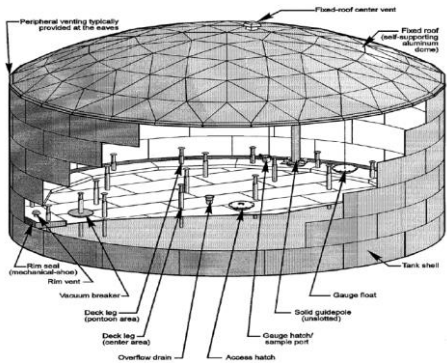 Peripheral venting typically
provided at the eaves
Fixed-roof center vent
Fixed roof
(self-supporting
aluminum
dome)
Rim seal
(mechanical-shoe)
Rim vent
Vacuum breaker
Deck leg
(pontoon area)
Deck leg
(center area)
Overflow drain
Access hatch
Gauge hatch/
sample port
Solid guidepole
(unslotted)
Gauge float
Tank shell